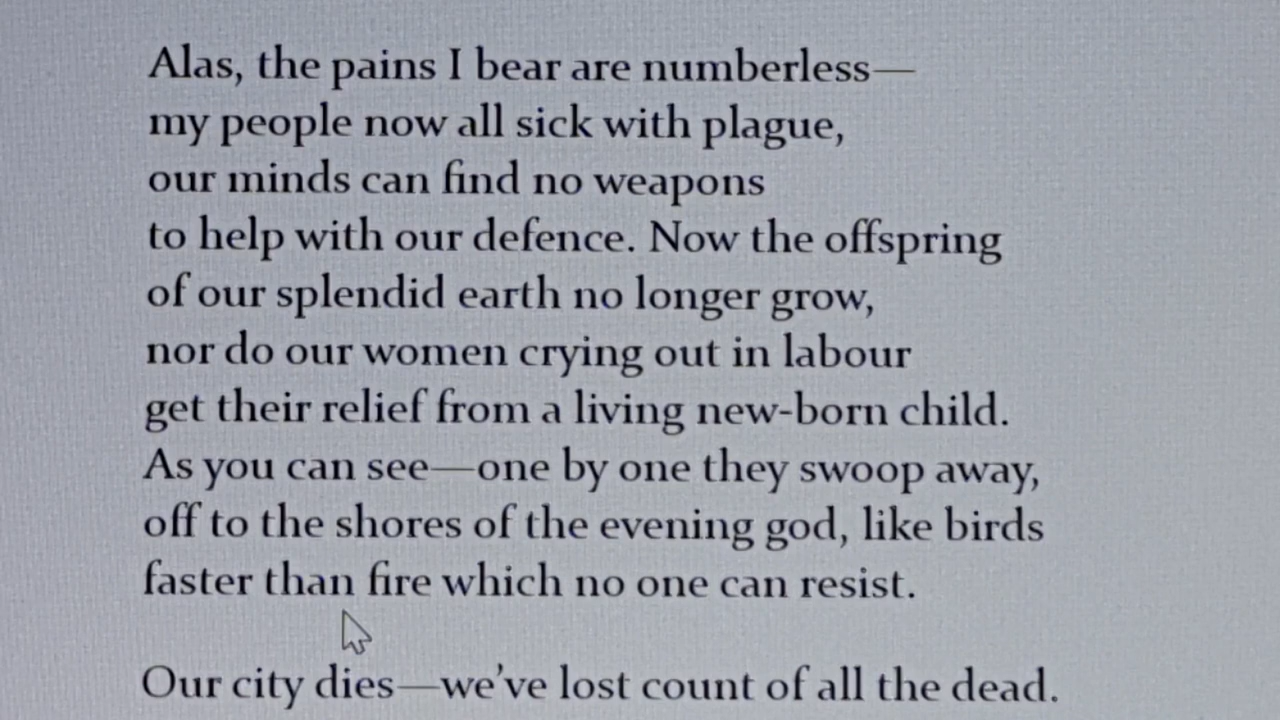 Alas, the pains I bear are numberless—
my people now all sick with plague,
our minds can find no weapons
to help with our defence. Now the offspring
of our splendid earth no longer grow,
nor do our women crying out in labour
get their relief from a living new-born child.
As you can see—one by one they swoop away,
off to the shores of the evening god, like birds
faster than fire which no one can resist.
Our city dies—we've lost count of all the dead.